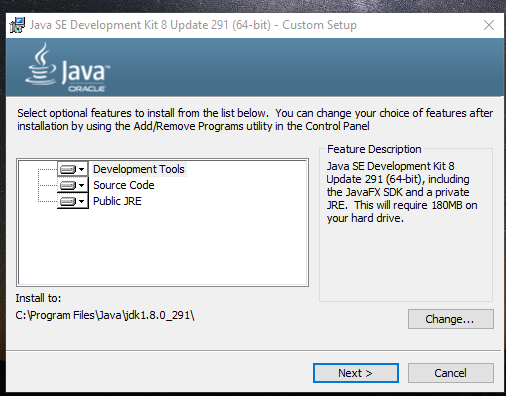 Java SE Development Kit 8 Update 291 (64-bit) - Custom Setup
Java™
ORACLE
Select optional features to install from the list below.  You can change your choice of features after
installation by using the Add/Remove Programs utility in the Control Panel
Development Tools
Source Code
Public JRE
Feature Description
Java SE Development Kit 8
Update 291 (64-bit), including
the JavaFX SDK and a private
JRE.  This will require 180MB on
your hard drive.
Install to:
C:\Program Files\Java\jdk1.8.0_291\
Change...
Next >
Cancel